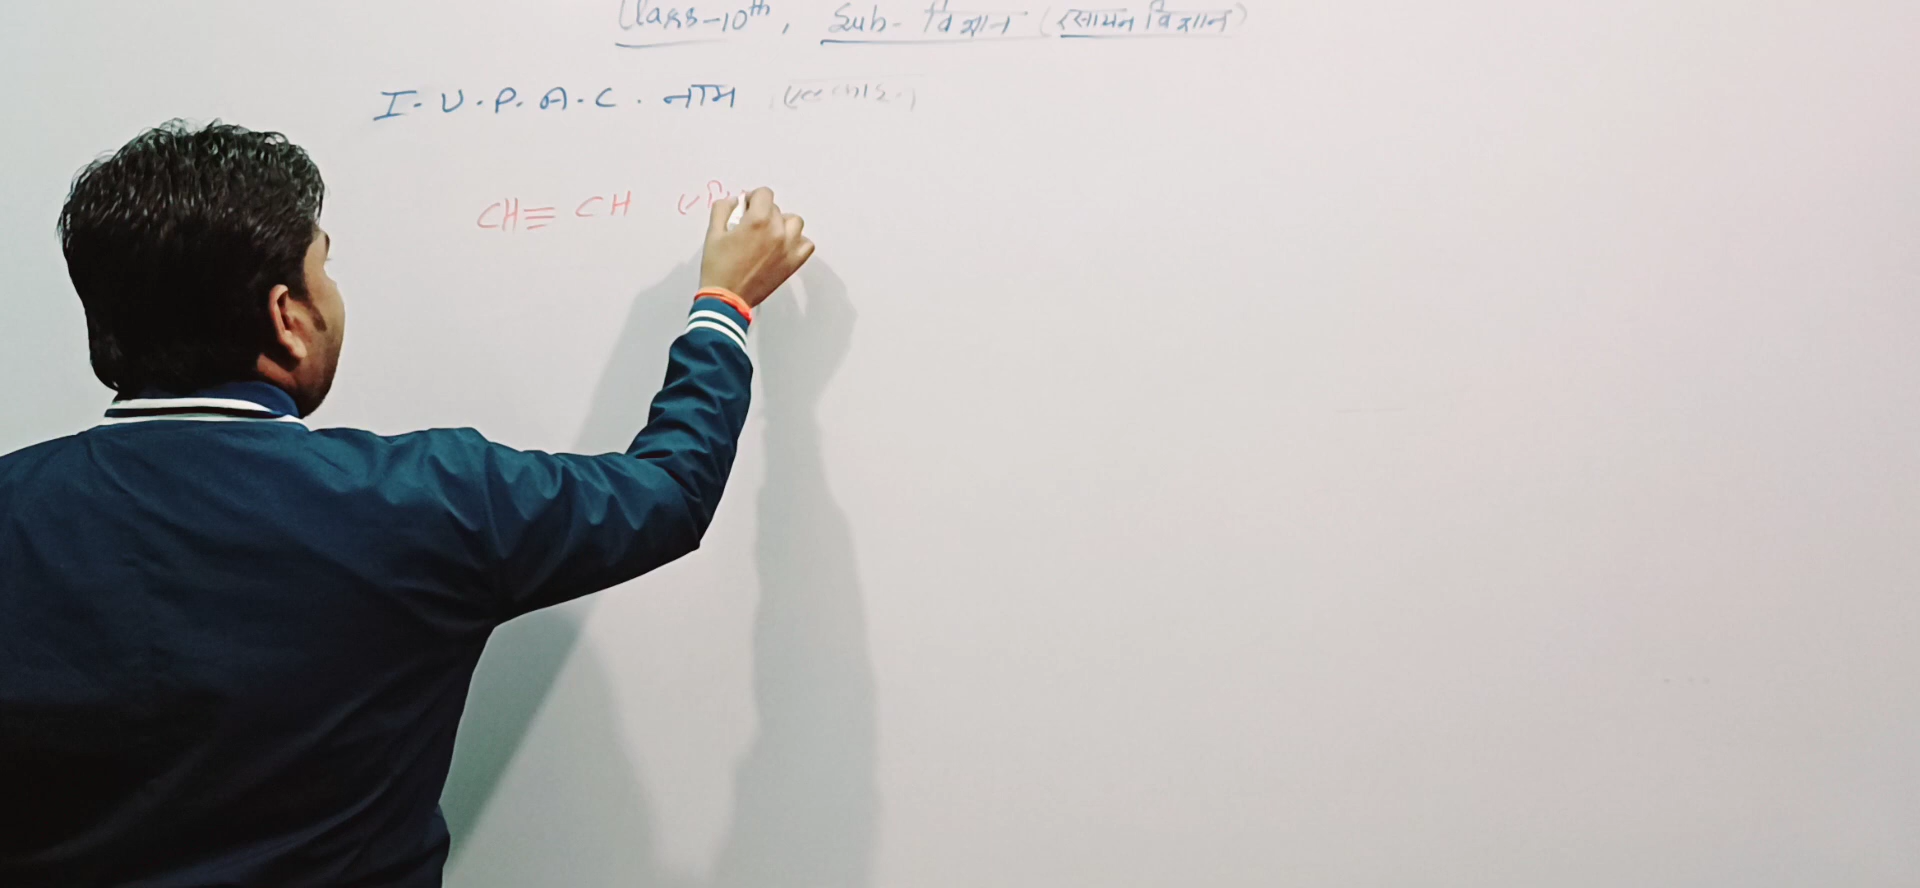 Class-10th, Sub- विज्ञान (रसायन विज्ञान)
I.U.P.A.C. नाम
CH≡CH